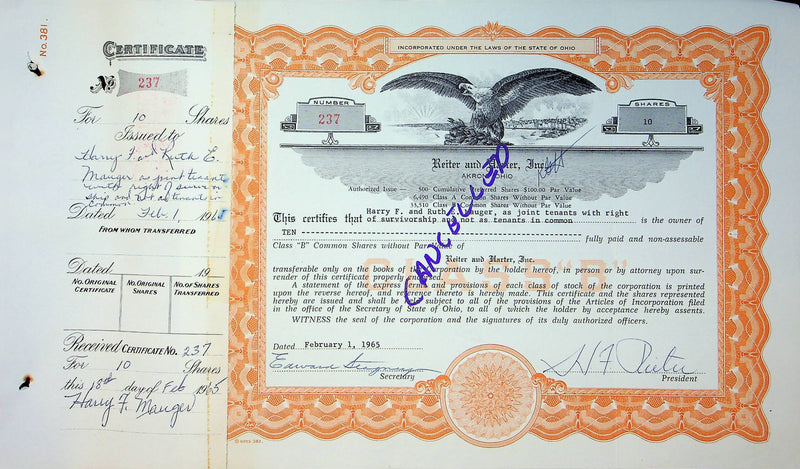 No. 381.
CERTIFICATE
No 237
For 10 Shares
Issued to
Harry F. and Ruth E.
Mauger as joint tenants
with right of survivor
ship and not as tenants in
common
Dated Feb. 1, 1965
FROM WHOM TRANSFERRED
Dated 19
NO. ORIGINAL CERTIFICATE
NO. ORIGINAL SHARES
NO. OF SHARES TRANSFERRED
Received CERTIFICATE NO. 237
For 10 Shares
this 18th day of Feb 1965
Harry F. Mauger
INCORPORATED UNDER THE LAWS OF THE STATE OF OHIO
NUMBER
237
SHARES
10
Reiter and Harter, Inc.
AKRON, OHIO
Authorized Issue — 500 Cumulative Preferred Shares $100.00 Par Value
6,490 Class A Common Shares Without Par Value
33,510 Class B Common Shares Without Par Value
CANCELLED
Harry F. and Ruth E. Mauger, as joint tenants with right
This certifies that of survivorship and not as tenants in common is the owner of
TEN fully paid and non-assessable
Class "B" Common Shares without Par Value of
Reiter and Harter, Inc.
CLASS "B"
transferable only on the books of the corporation by the holder hereof, in person or by attorney upon sur-
render of this certificate properly endorsed.
A statement of the express terms and provisions of each class of stock of the corporation is printed
upon the reverse hereof, and reference thereto is hereby made. This certificate and the shares represented
hereby are issued and shall be held subject to all of the provisions of the Articles of Incorporation filed
in the office of the Secretary of State of Ohio, to all of which the holder by acceptance hereby assents.
WITNESS the seal of the corporation and the signatures of its duly authorized officers.
Dated February 1, 1965
Edward
Secretary
H F Reiter
President